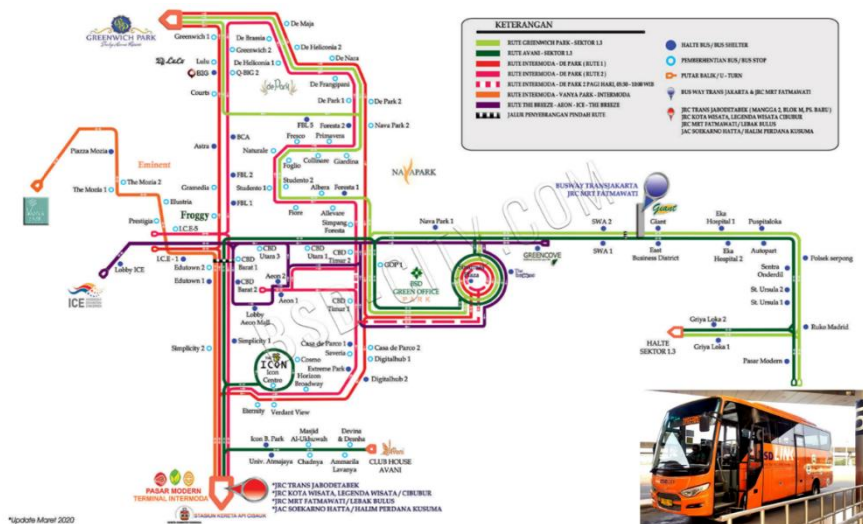 GREENWICH PARK
Greenwich 1
De Maja
De Brassia
Greenwich 2
De Heliconia 2
De Nara
Lulu
De Heliconia 1
Q-BIG 2
De Frangipani
Courts
De Park 1
De Park 2
FBL 5
Foresta 2
Nava Park 2
BCA
Fresco
Primavera
Piazza Mozia
Astra
Naturale
Collinare
Giardina
Foglio
Eminent
NAVAPARK
The Mozia 2
The Mozia 1
Gramedia
FBL 2
Student0 1
Students 2
Albera
Foresta 1
Illustria
Froggy
FBL 1
Fiore
Allevare
Prestigia
I.C.E-5
Simpang
Foresta
Nava Park 1
SWA 2
Giant
Eka
Hospital 1
Puspitaloka
I.C.E - 1
CBD
Utara 3
CBD
Utara 1
CBD
Timur 2
SWA 1
East
Business District
Eka
Hospital 2
Autopart
Lobby ICE
ICE
Edutown 1
Edutown 2
CBD
Barat 1
CBD
Barat 2
Aeon 2
Aeon 1
Lobby
Aeon Mall
CBD
Timur 1
GOP 1
BSD
GREEN OFFICE
PARK
GREENCOVE
Sentra
Onderdil
St. Ursula 2
St. Ursula 1
Ruko Madrid
Griya Loka 2
Griya Loka 1
HALTE
SEKTOR 1.3
Pasar Modern
Simplicity 2
Simplicity 1
Casa de Parco 1
Casa de Parco 2
Saveria
Digitalhub 1
Cosmo
Extreme Park
Digitalhub 2
Horizon
Broadway
ICON
Icon
Centro
Eternity
Verdant View
Icon B. Park
Masjid
Al-Ukhuwah
Devina
& Deanha
Univ. Atmajaya
Chadnya
Ammarila
Lavanya
CLUB HOUSE
AVANI
PASAR MODERN
TERMINAL INTERMODA
STASIUN KERETA API CISAUK
*JRC TRANS JABODETABEK
*JRC KOTA WISATA, LEGENDA WISATA / CIBUBUR
*JRC MRT FATMAWATI / LEBAK BULUS
*JAC SOEKARNO HATTA / HALIM PERDANA KUSUMA
*Update Maret 2020
KETERANGAN
RUTE GREENWICH PARK - SEKTOR 1.3
RUTE AVANI - SEKTOR 1.3
RUTE INTERMODA - DE PARK (RUTE 1)
RUTE INTERMODA - DE PARK (RUTE 2)
RUTE INTERMODA - VANYA PARK - INTERMODA
RUTE THE BREEZE - AEON - ICE - THE BREEZE
JALUR PENYEBRANGAN PINDAH RUTE
HALTE BUS / BUS SHELTER
PEMBERHENTIAN BUS / BUS STOP
PUTAR BALIK / U - TURN
BUS WAY TRANS JAKARTA & JRC MRT FATMAWATI
JRC TRANS JABODETABEK ( MANGGA 2, BLOK M, PS. BARU )
JRC KOTA WISATA, LEGENDA WISATA CIBUBUR
JRC MRT FATMAWATI / LEBAK BULUS
JAC SOEKARNO HATTA / HALIM PERDANA KUSUMA
BUSWAY TRANSJAKARTA
JRC MRT FATMAWATI